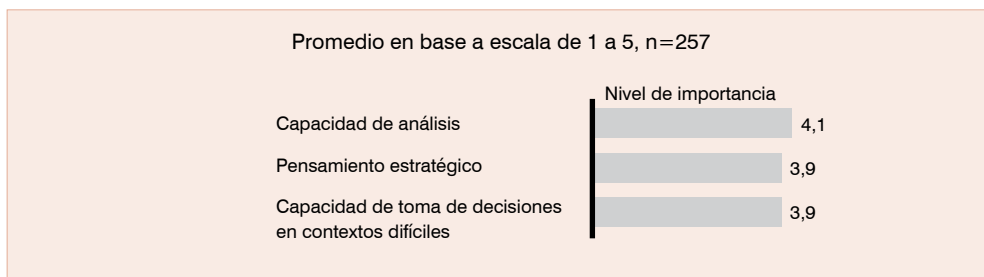 Promedio en base a escala de 1 a 5, n=257
Nivel de importancia
Capacidad de análisis 4,1
Pensamiento estratégico 3,9
Capacidad de toma de decisiones
en contextos difíciles 3,9